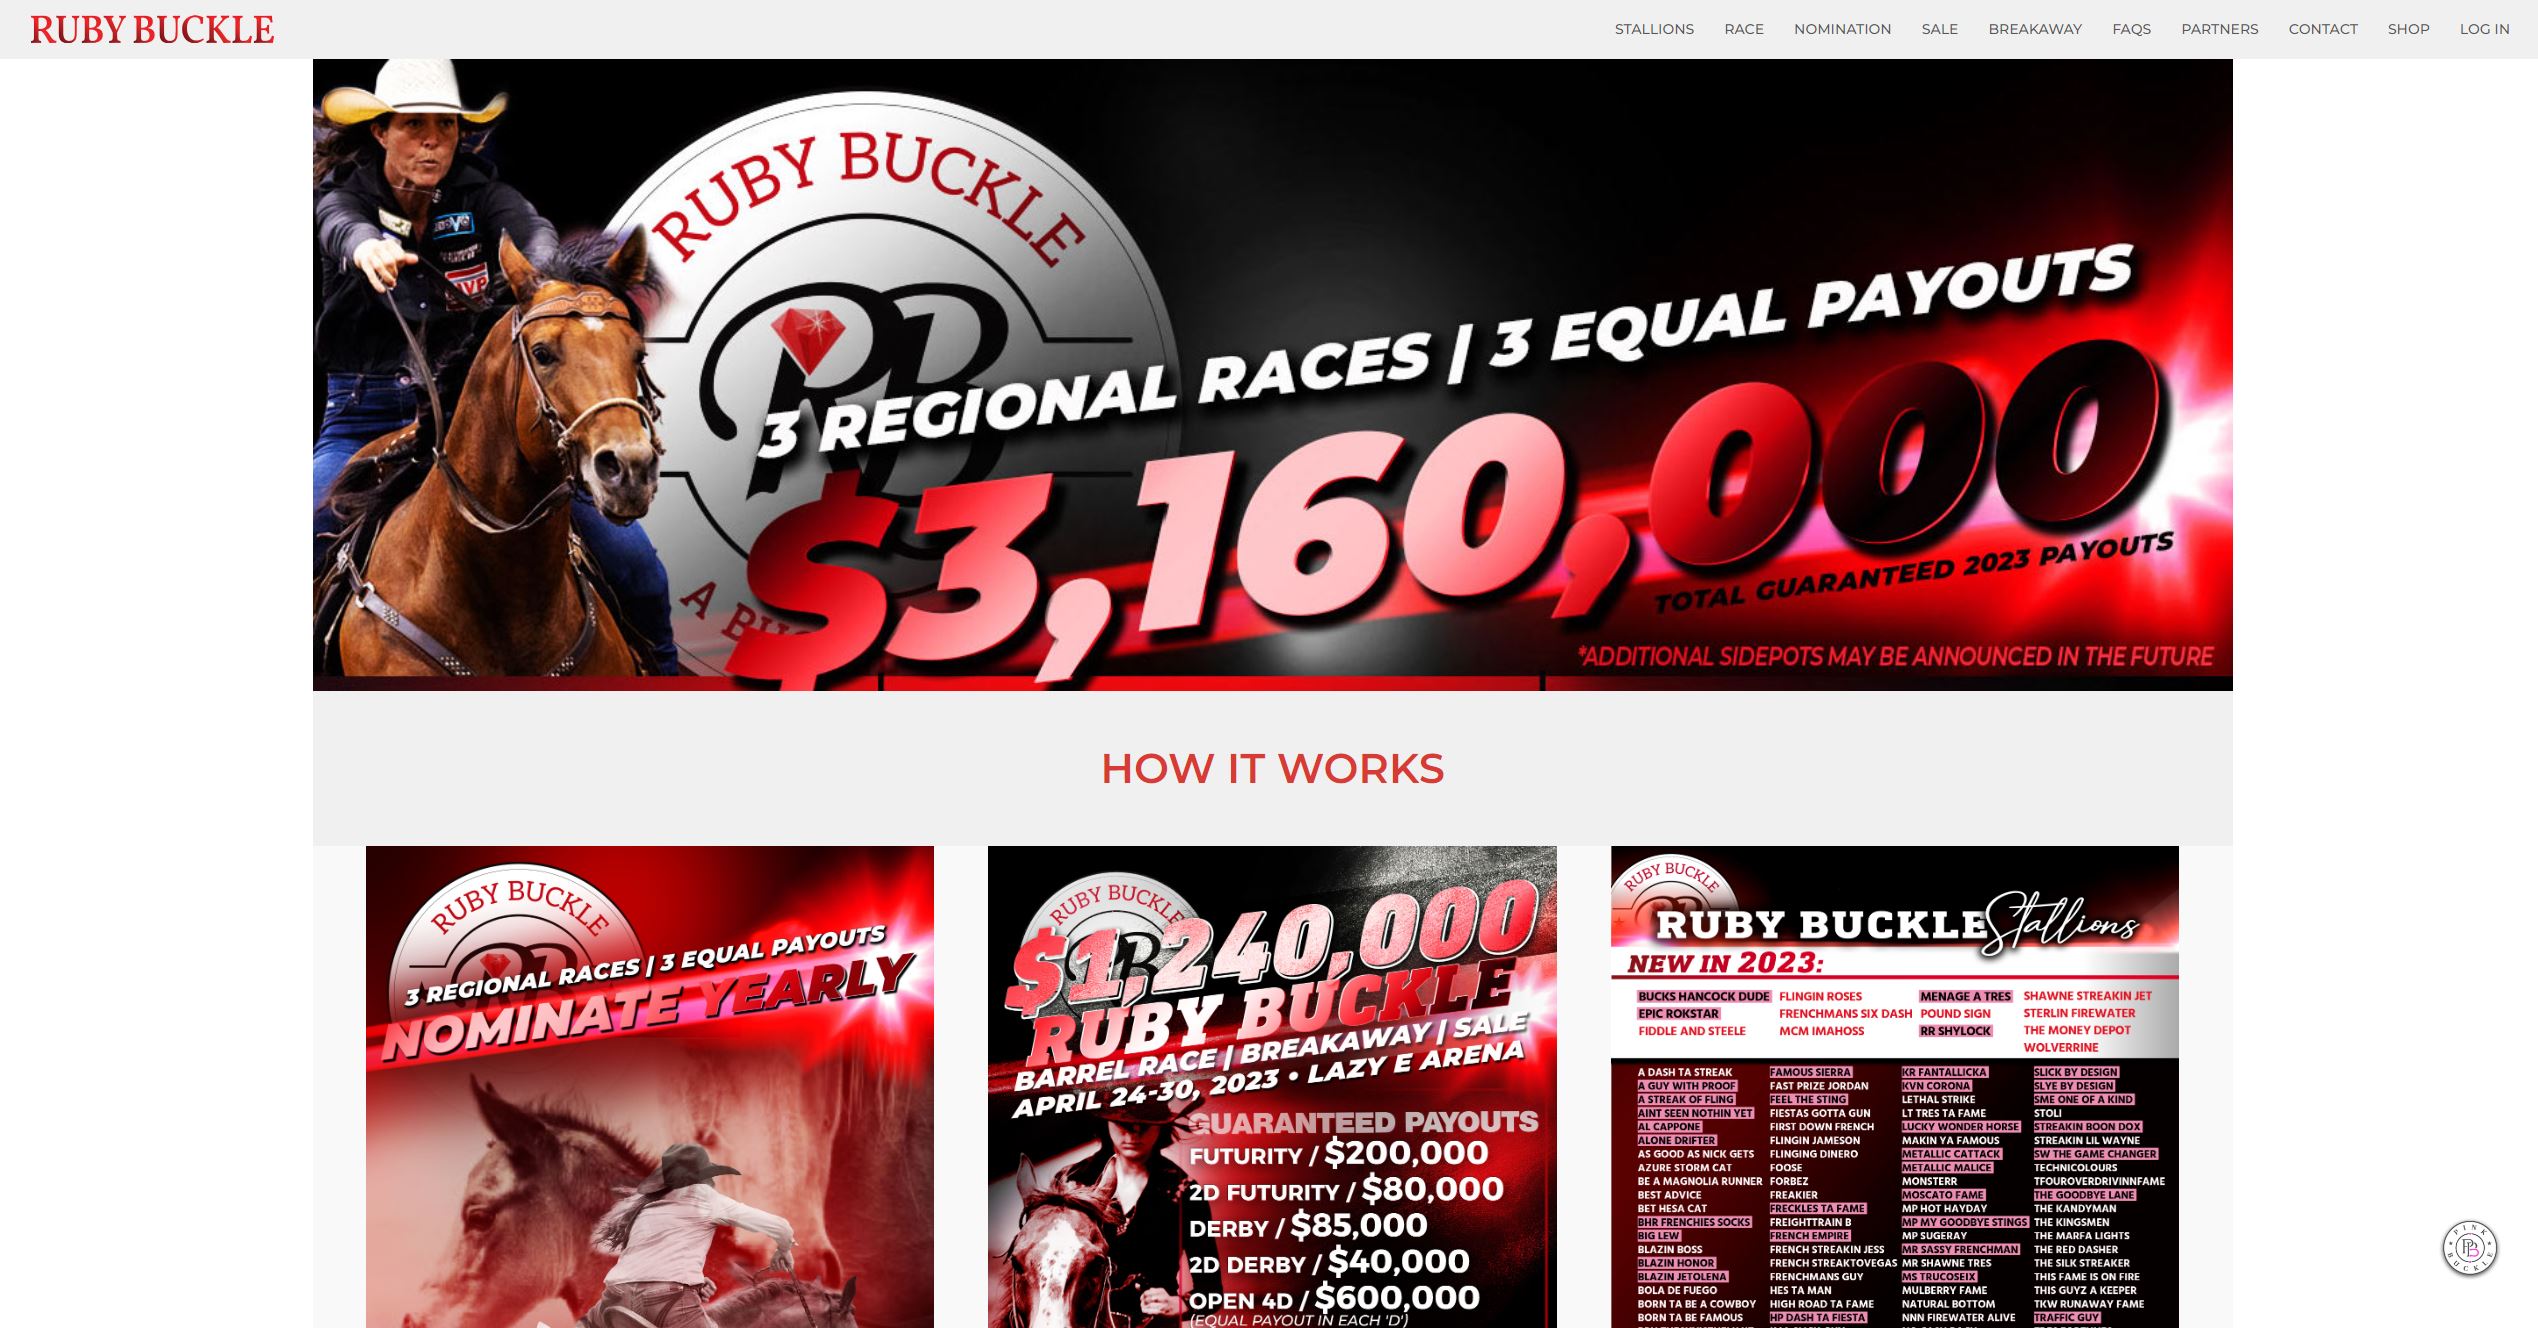 RUBY BUCKLE
STALLIONS
RACE
NOMINATION
SALE
BREAKAWAY
FAQS
PARTNERS
CONTACT
SHOP
LOG IN
RUBY BUCKLE
RB
3 REGIONAL RACES | 3 EQUAL PAYOUTS
$3,160,000
TOTAL GUARANTEED 2023 PAYOUTS
*ADDITIONAL SIDEPOTS MAY BE ANNOUNCED IN THE FUTURE
HOW IT WORKS
RUBY BUCKLE
3 REGIONAL RACES | 3 EQUAL PAYOUTS
NOMINATE YEARLY
RUBY BUCKLE
$1,240,000
RUBY BUCKLE
BARREL RACE | BREAKAWAY | SALE
APRIL 24-30, 2023 • LAZY E ARENA
GUARANTEED PAYOUTS
FUTURITY / $200,000
2D FUTURITY / $80,000
DERBY / $85,000
2D DERBY / $40,000
OPEN 4D / $600,000
(EQUAL PAYOUT IN EACH 'D')
RUBY BUCKLE
RUBY BUCKLE Stallions
NEW IN 2023:
BUCKS HANCOCK DUDE
EPIC ROKSTAR
FIDDLE AND STEELE
FLINGIN ROSES
FRENCHMANS SIX DASH
MCM IMAHOSS
MENAGE A TRES
POUND SIGN
RR SHYLOCK
SHAWNE STREAKIN JET
STERLIN FIREWATER
THE MONEY DEPOT
WOLVERRINE
A DASH TA STREAK
A GUY WITH PROOF
A STREAK OF FLING
AINT SEEN NOTHIN YET
AL CAPPONE
ALONE DRIFTER
AS GOOD AS NICK GETS
AZURE STORM CAT
BE A MAGNOLIA RUNNER
BEST ADVICE
BET HESA CAT
BHR FRENCHIES SOCKS
BIG LEW
BLAZIN BOSS
BLAZIN HONOR
BLAZIN JETOLENA
BOLA DE FUEGO
BORN TA BE A COWBOY
BORN TA BE FAMOUS
FAMOUS SIERRA
FAST PRIZE JORDAN
FEEL THE STING
FIESTAS GOTTA GUN
FIRST DOWN FRENCH
FLINGIN JAMESON
FLINGING DINERO
FOOSE
FORBEZ
FREAKIER
FRECKLES TA FAME
FREIGHTTRAIN B
FRENCH EMPIRE
FRENCH STREAKIN JESS
FRENCH STREAKTOVEGAS
FRENCHMANS GUY
HES TA MAN
HIGH ROAD TA FAME
HP DASH TA FIESTA
KR FANTALLICKA
KVN CORONA
LETHAL STRIKE
LT TRES TA FAME
LUCKY WONDER HORSE
MAKIN YA FAMOUS
METALLIC CATTACK
METALLIC MALICE
MONSTERR
MOSCATO FAME
MP HOT HAYDAY
MP MY GOODBYE STINGS
MP SUGERAY
MR SASSY FRENCHMAN
MR SHAWNE TRES
MS TRUCOSEIX
MULBERRY FAME
NATURAL BOTTOM
NNN FIREWATER ALIVE
SLICK BY DESIGN
SLYE BY DESIGN
SME ONE OF A KIND
STOLI
STREAKIN BOON DOX
STREAKIN LIL WAYNE
SW THE GAME CHANGER
TECHNICOLOURS
TFOUROVERDRIVINNFAME
THE GOODBYE LANE
THE KANDYMAN
THE KINGSMEN
THE MARFA LIGHTS
THE RED DASHER
THE SILK STREAKER
THIS FAME IS ON FIRE
THIS GUYZ A KEEPER
TKW RUNAWAY FAME
TRAFFIC GUY
PINK BUCKLE
PB